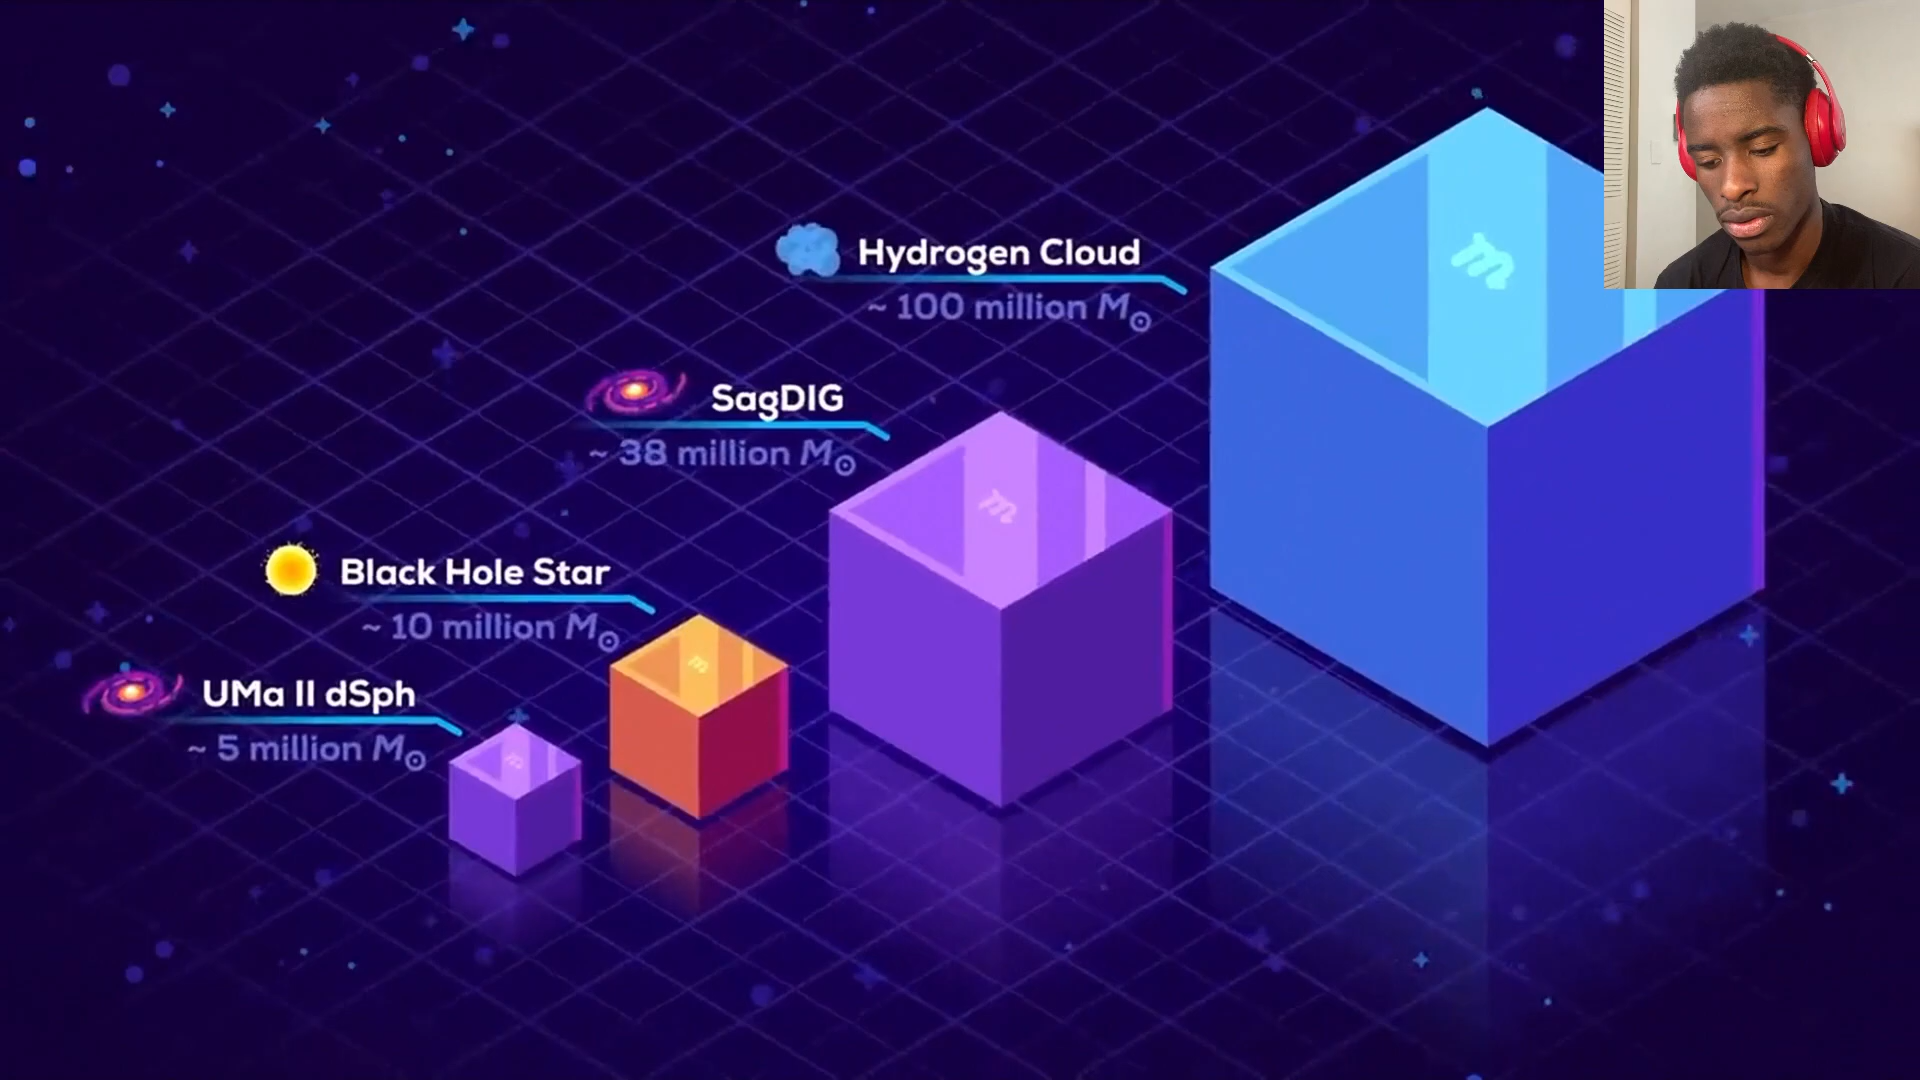 Hydrogen Cloud
~ 100 million M☉
SagDIG
~ 38 million M☉
Black Hole Star
~ 10 million M☉
UMa II dSph
~ 5 million M☉
m
m
m
m